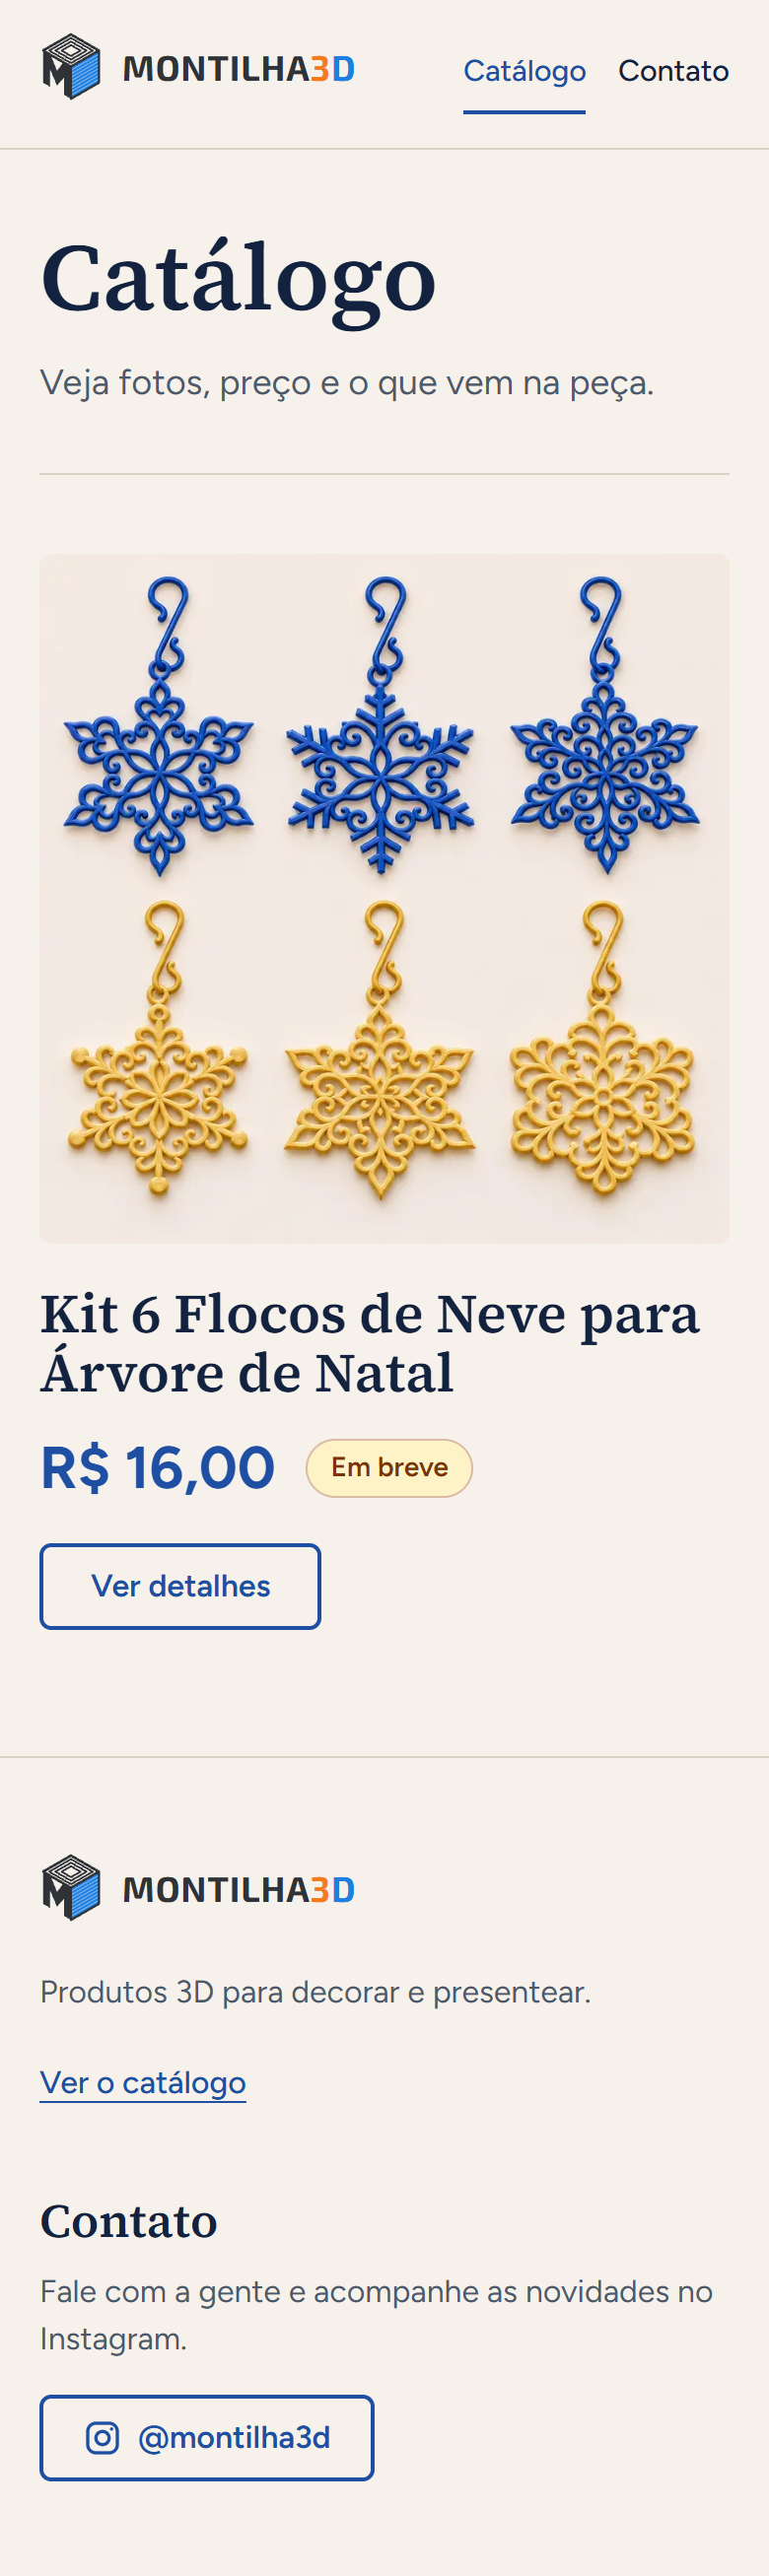 MONTILHA3D
Catálogo Contato
Catálogo
Veja fotos, preço e o que vem na peça.
Kit 6 Flocos de Neve para
Árvore de Natal
R$ 16,00 Em breve
Ver detalhes
MONTILHA3D
Produtos 3D para decorar e presentear.
Ver o catálogo
Contato
Fale com a gente e acompanhe as novidades no
Instagram.
@montilha3d